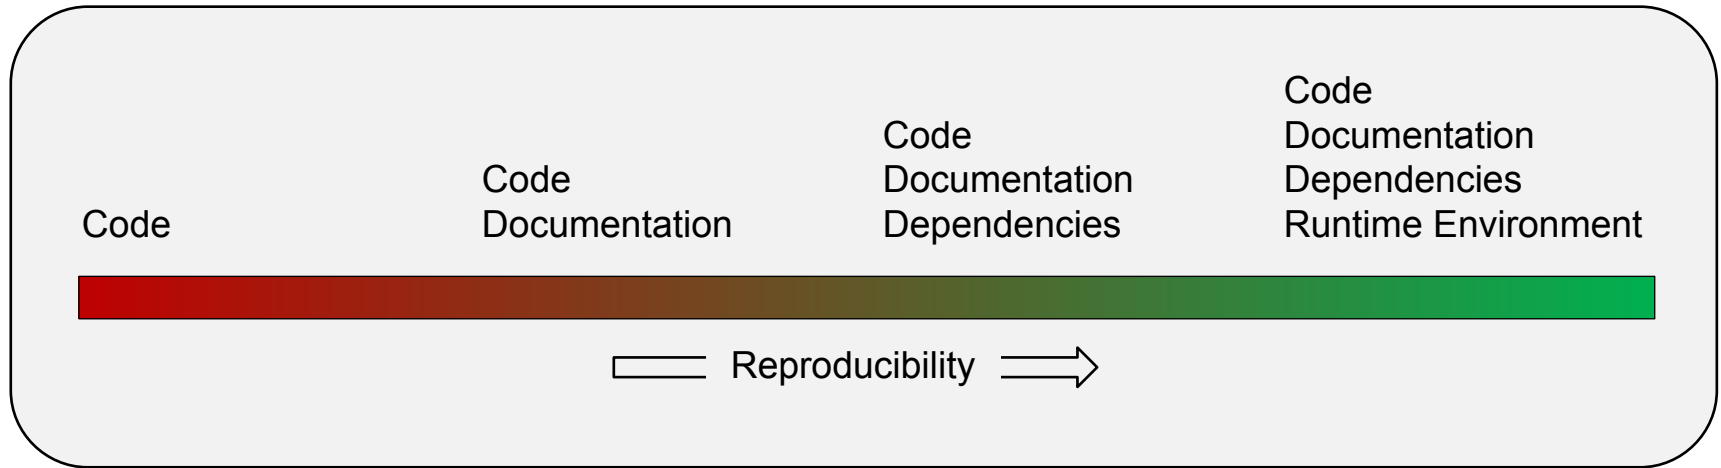 Code
Code
Documentation
Code
Documentation
Dependencies
Code
Documentation
Dependencies
Runtime Environment
Reproducibility